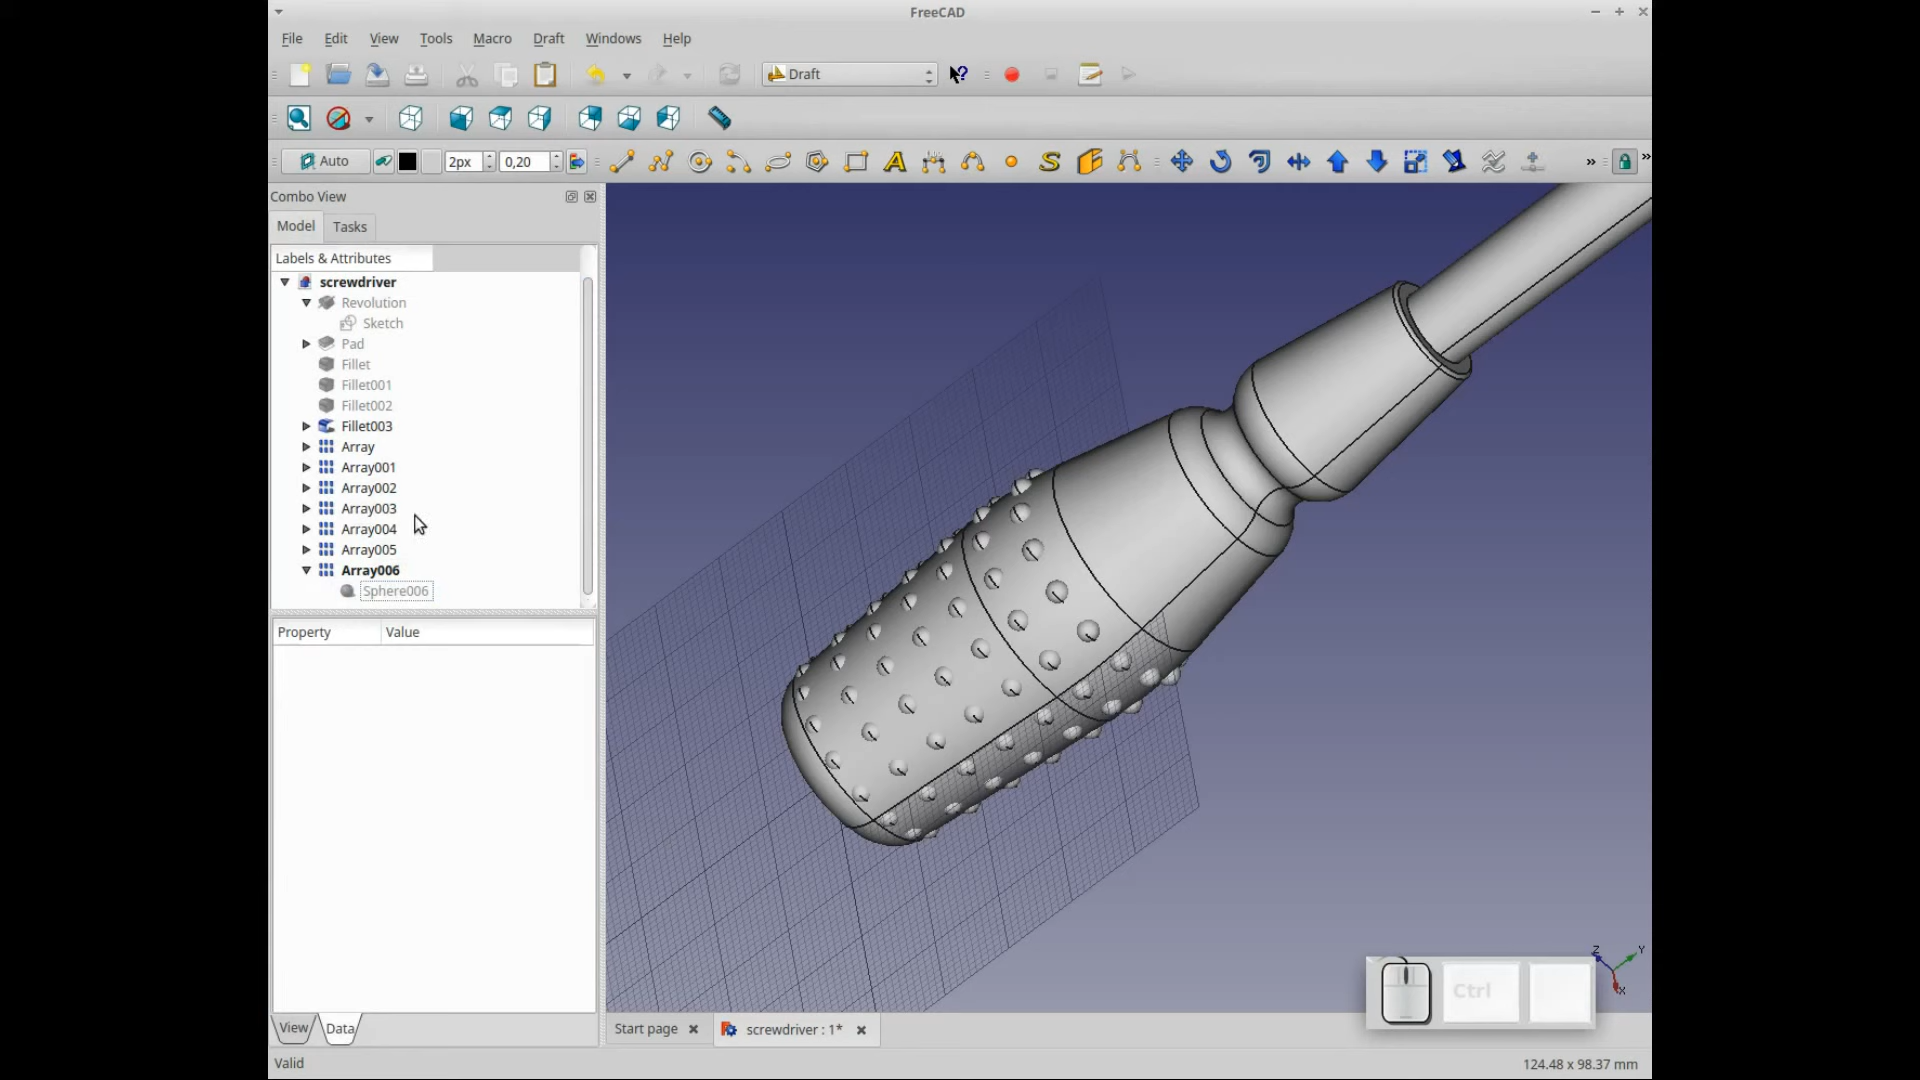 FreeCAD
File Edit View Tools Macro Draft Windows Help
Draft
Auto 2px 0,20 » »
Combo View
Model Tasks
Labels & Attributes
screwdriver
Revolution
Sketch
Pad
Fillet
Fillet001
Fillet002
Fillet003
Array
Array001
Array002
Array003
Array004
Array005
Array006
Sphere006
Property Value
Z Y
X
Ctrl
View Data
Start page screwdriver : 1*
Valid 124.48 x 98.37 mm